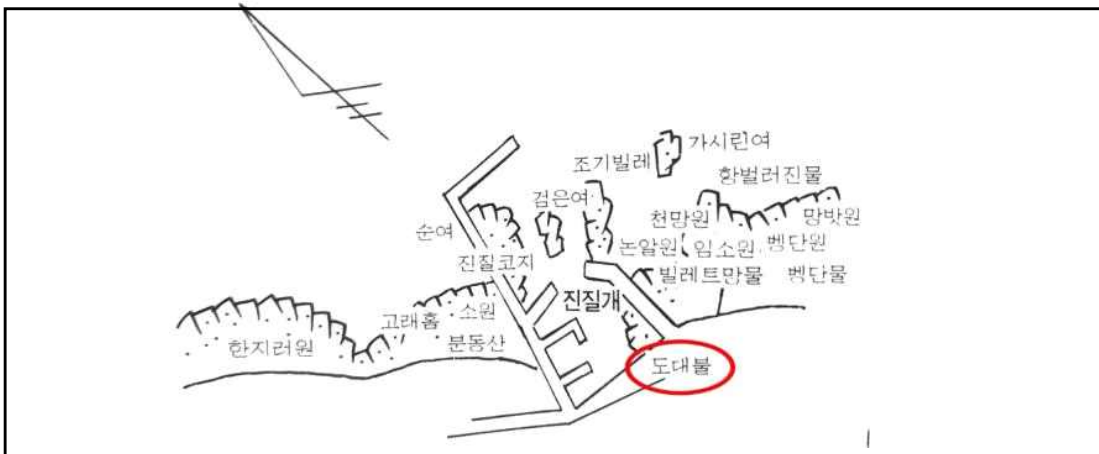 가시린여
조기빌레
항벌러진물
검은여
천망원 망밧원
순여
논알원 임소원 벵단원
진질코지
빌레트망물 벵단물
진질개
고래홈 소원
한지러원 분동산
도대불